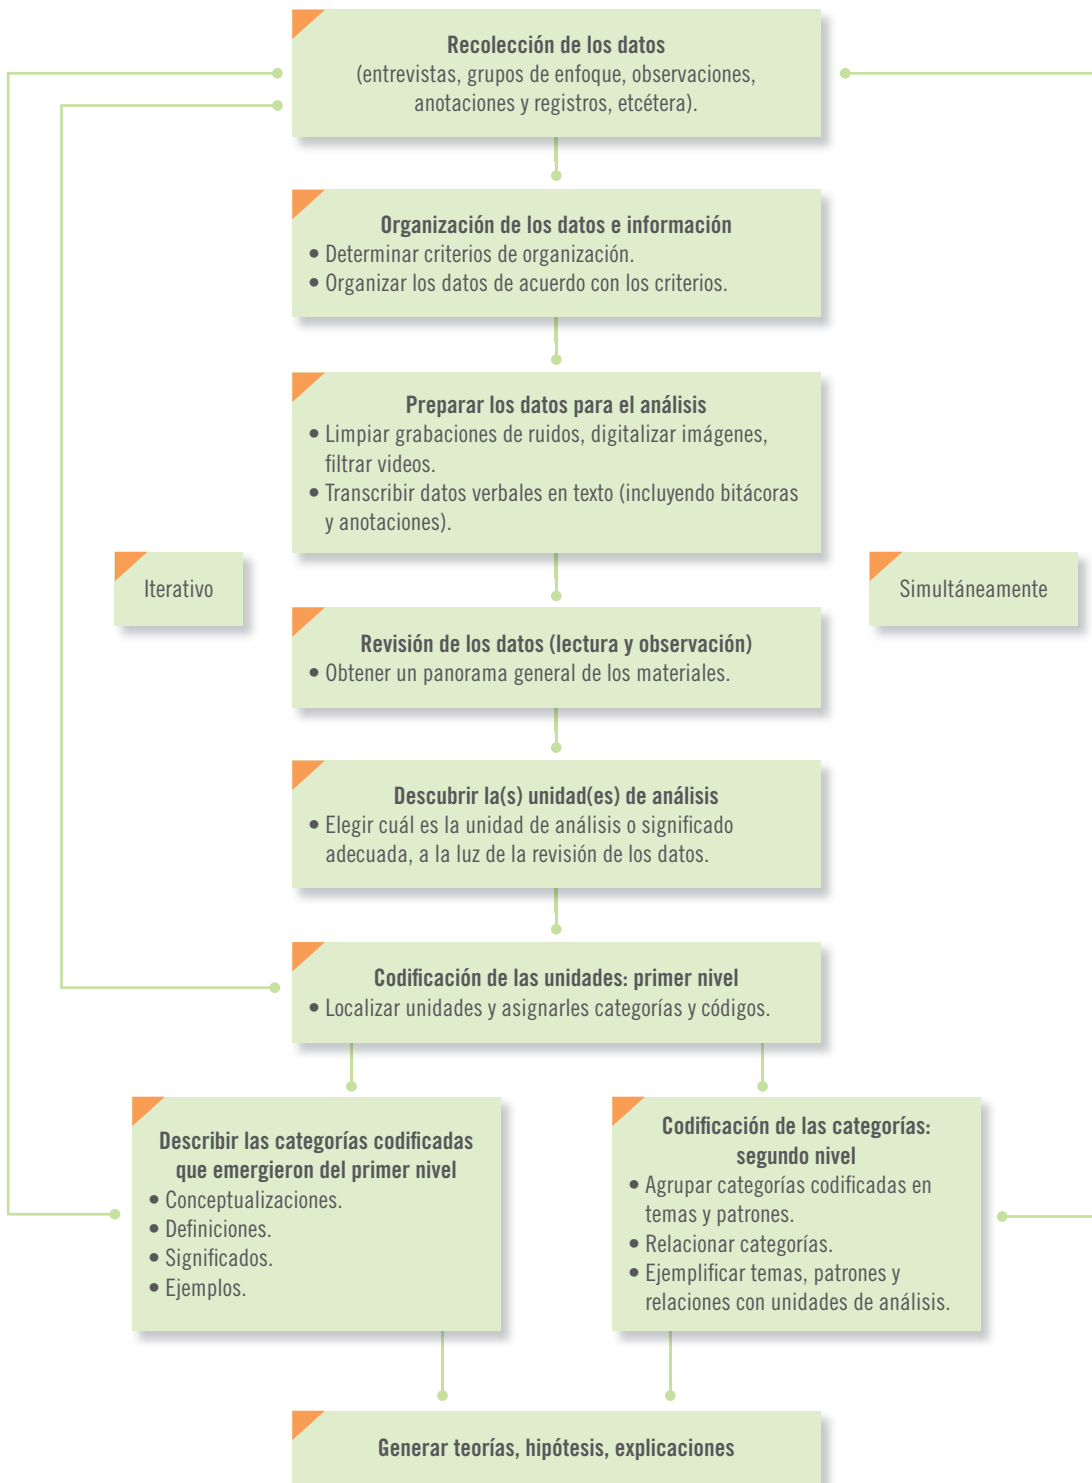 Recolección de los datos
(entrevistas, grupos de enfoque, observaciones,
anotaciones y registros, etcétera).
Organización de los datos e información
• Determinar criterios de organización.
• Organizar los datos de acuerdo con los criterios.
Preparar los datos para el análisis
• Limpiar grabaciones de ruidos, digitalizar imágenes,
filtrar videos.
• Transcribir datos verbales en texto (incluyendo bitácoras
y anotaciones).
Iterativo
Simultáneamente
Revisión de los datos (lectura y observación)
• Obtener un panorama general de los materiales.
Descubrir la(s) unidad(es) de análisis
• Elegir cuál es la unidad de análisis o significado
adecuada, a la luz de la revisión de los datos.
Codificación de las unidades: primer nivel
• Localizar unidades y asignarles categorías y códigos.
Describir las categorías codificadas
que emergieron del primer nivel
• Conceptualizaciones.
• Definiciones.
• Significados.
• Ejemplos.
Codificación de las categorías:
segundo nivel
• Agrupar categorías codificadas en
temas y patrones.
• Relacionar categorías.
• Ejemplificar temas, patrones y
relaciones con unidades de análisis.
Generar teorías, hipótesis, explicaciones